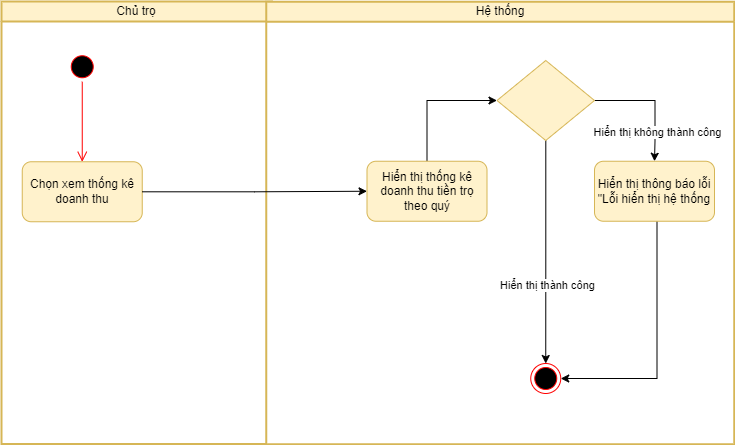 Chủ trọ
Hệ thống
Hiển thị không thành công
Chọn xem thống kê
doanh thu
Hiển thị thống kê
doanh thu tiền trọ
theo quý
Hiển thị thông báo lỗi
"Lỗi hiển thị hệ thống
Hiển thị thành công